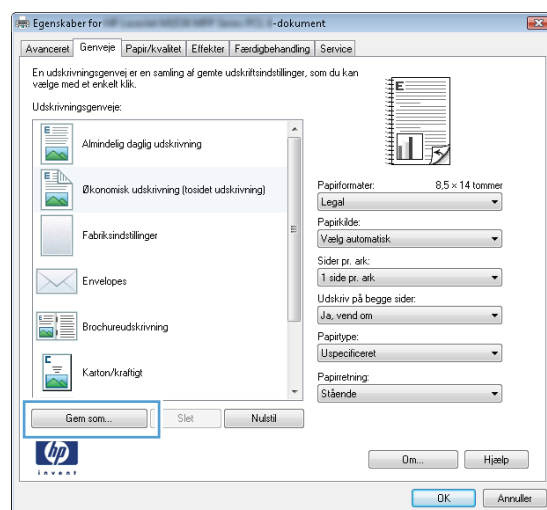 Egenskaber for -dokument
Avanceret Genveje Papir/kvalitet Effekter Færdigbehandling Service
En udskrivningsgenvej er en samling af gemte udskriftsindstillinger, som du kan
vælge med et enkelt klik.
Udskrivningsgenveje:
Almindelig daglig udskrivning
Økonomisk udskrivning (tosidet udskrivning)
Fabriksindstillinger
Envelopes
Brochureudskrivning
Karton/kraftigt
Gem som...
Slet
Nulstil
E
Papirformater: 8,5 × 14 tommer
Legal
Papirkilde:
Vælg automatisk
Sider pr. ark:
1 side pr. ark
Udskriv på begge sider:
Ja, vend om
Papirtype:
Uspecificeret
Papirretning:
Stående
hp
invent
Om...
Hjælp
OK
Annuller